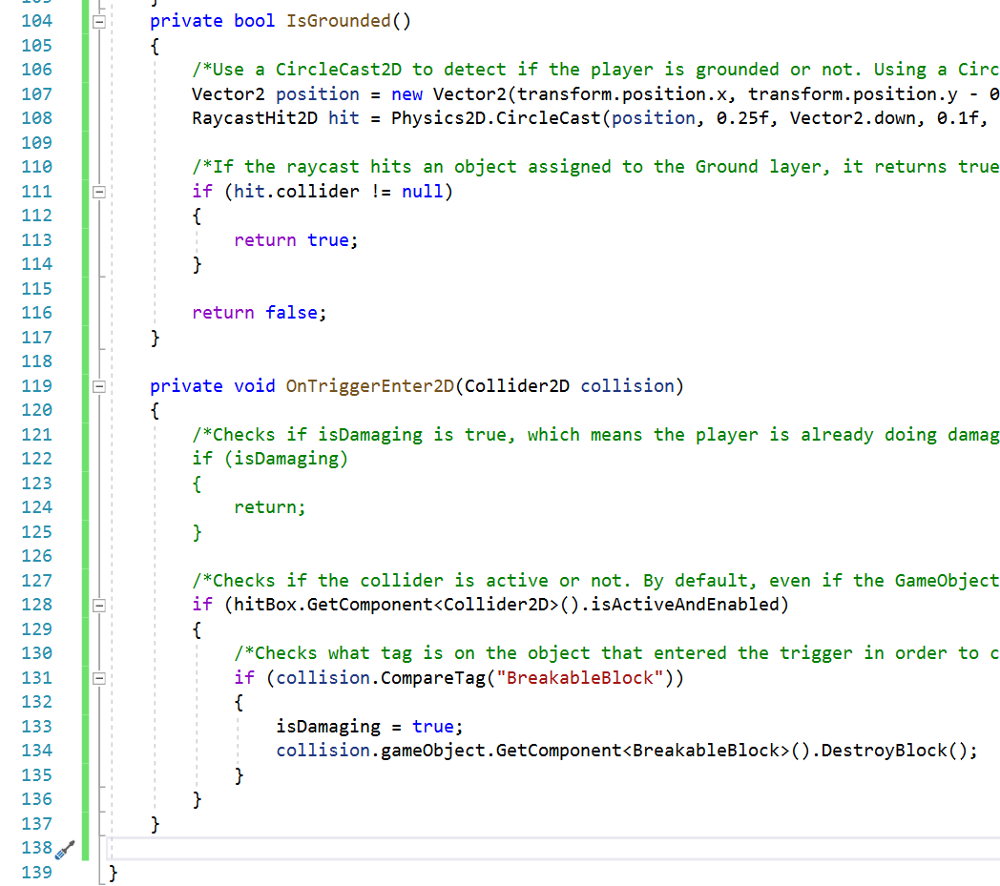 104 private bool IsGrounded()
105 {
106 /*Use a CircleCast2D to detect if the player is grounded or not. Using a Circ
107 Vector2 position = new Vector2(transform.position.x, transform.position.y - 0
108 RaycastHit2D hit = Physics2D.CircleCast(position, 0.25f, Vector2.down, 0.1f,
109
110 /*If the raycast hits an object assigned to the Ground layer, it returns true
111 if (hit.collider != null)
112 {
113 return true;
114 }
115
116 return false;
117 }
118
119 private void OnTriggerEnter2D(Collider2D collision)
120 {
121 /*Checks if isDamaging is true, which means the player is already doing damag
122 if (isDamaging)
123 {
124 return;
125 }
126
127 /*Checks if the collider is active or not. By default, even if the GameObject
128 if (hitBox.GetComponent<Collider2D>().isActiveAndEnabled)
129 {
130 /*Checks what tag is on the object that entered the trigger in order to c
131 if (collision.CompareTag("BreakableBlock"))
132 {
133 isDamaging = true;
134 collision.gameObject.GetComponent<BreakableBlock>().DestroyBlock();
135 }
136 }
137 }
138
139 }